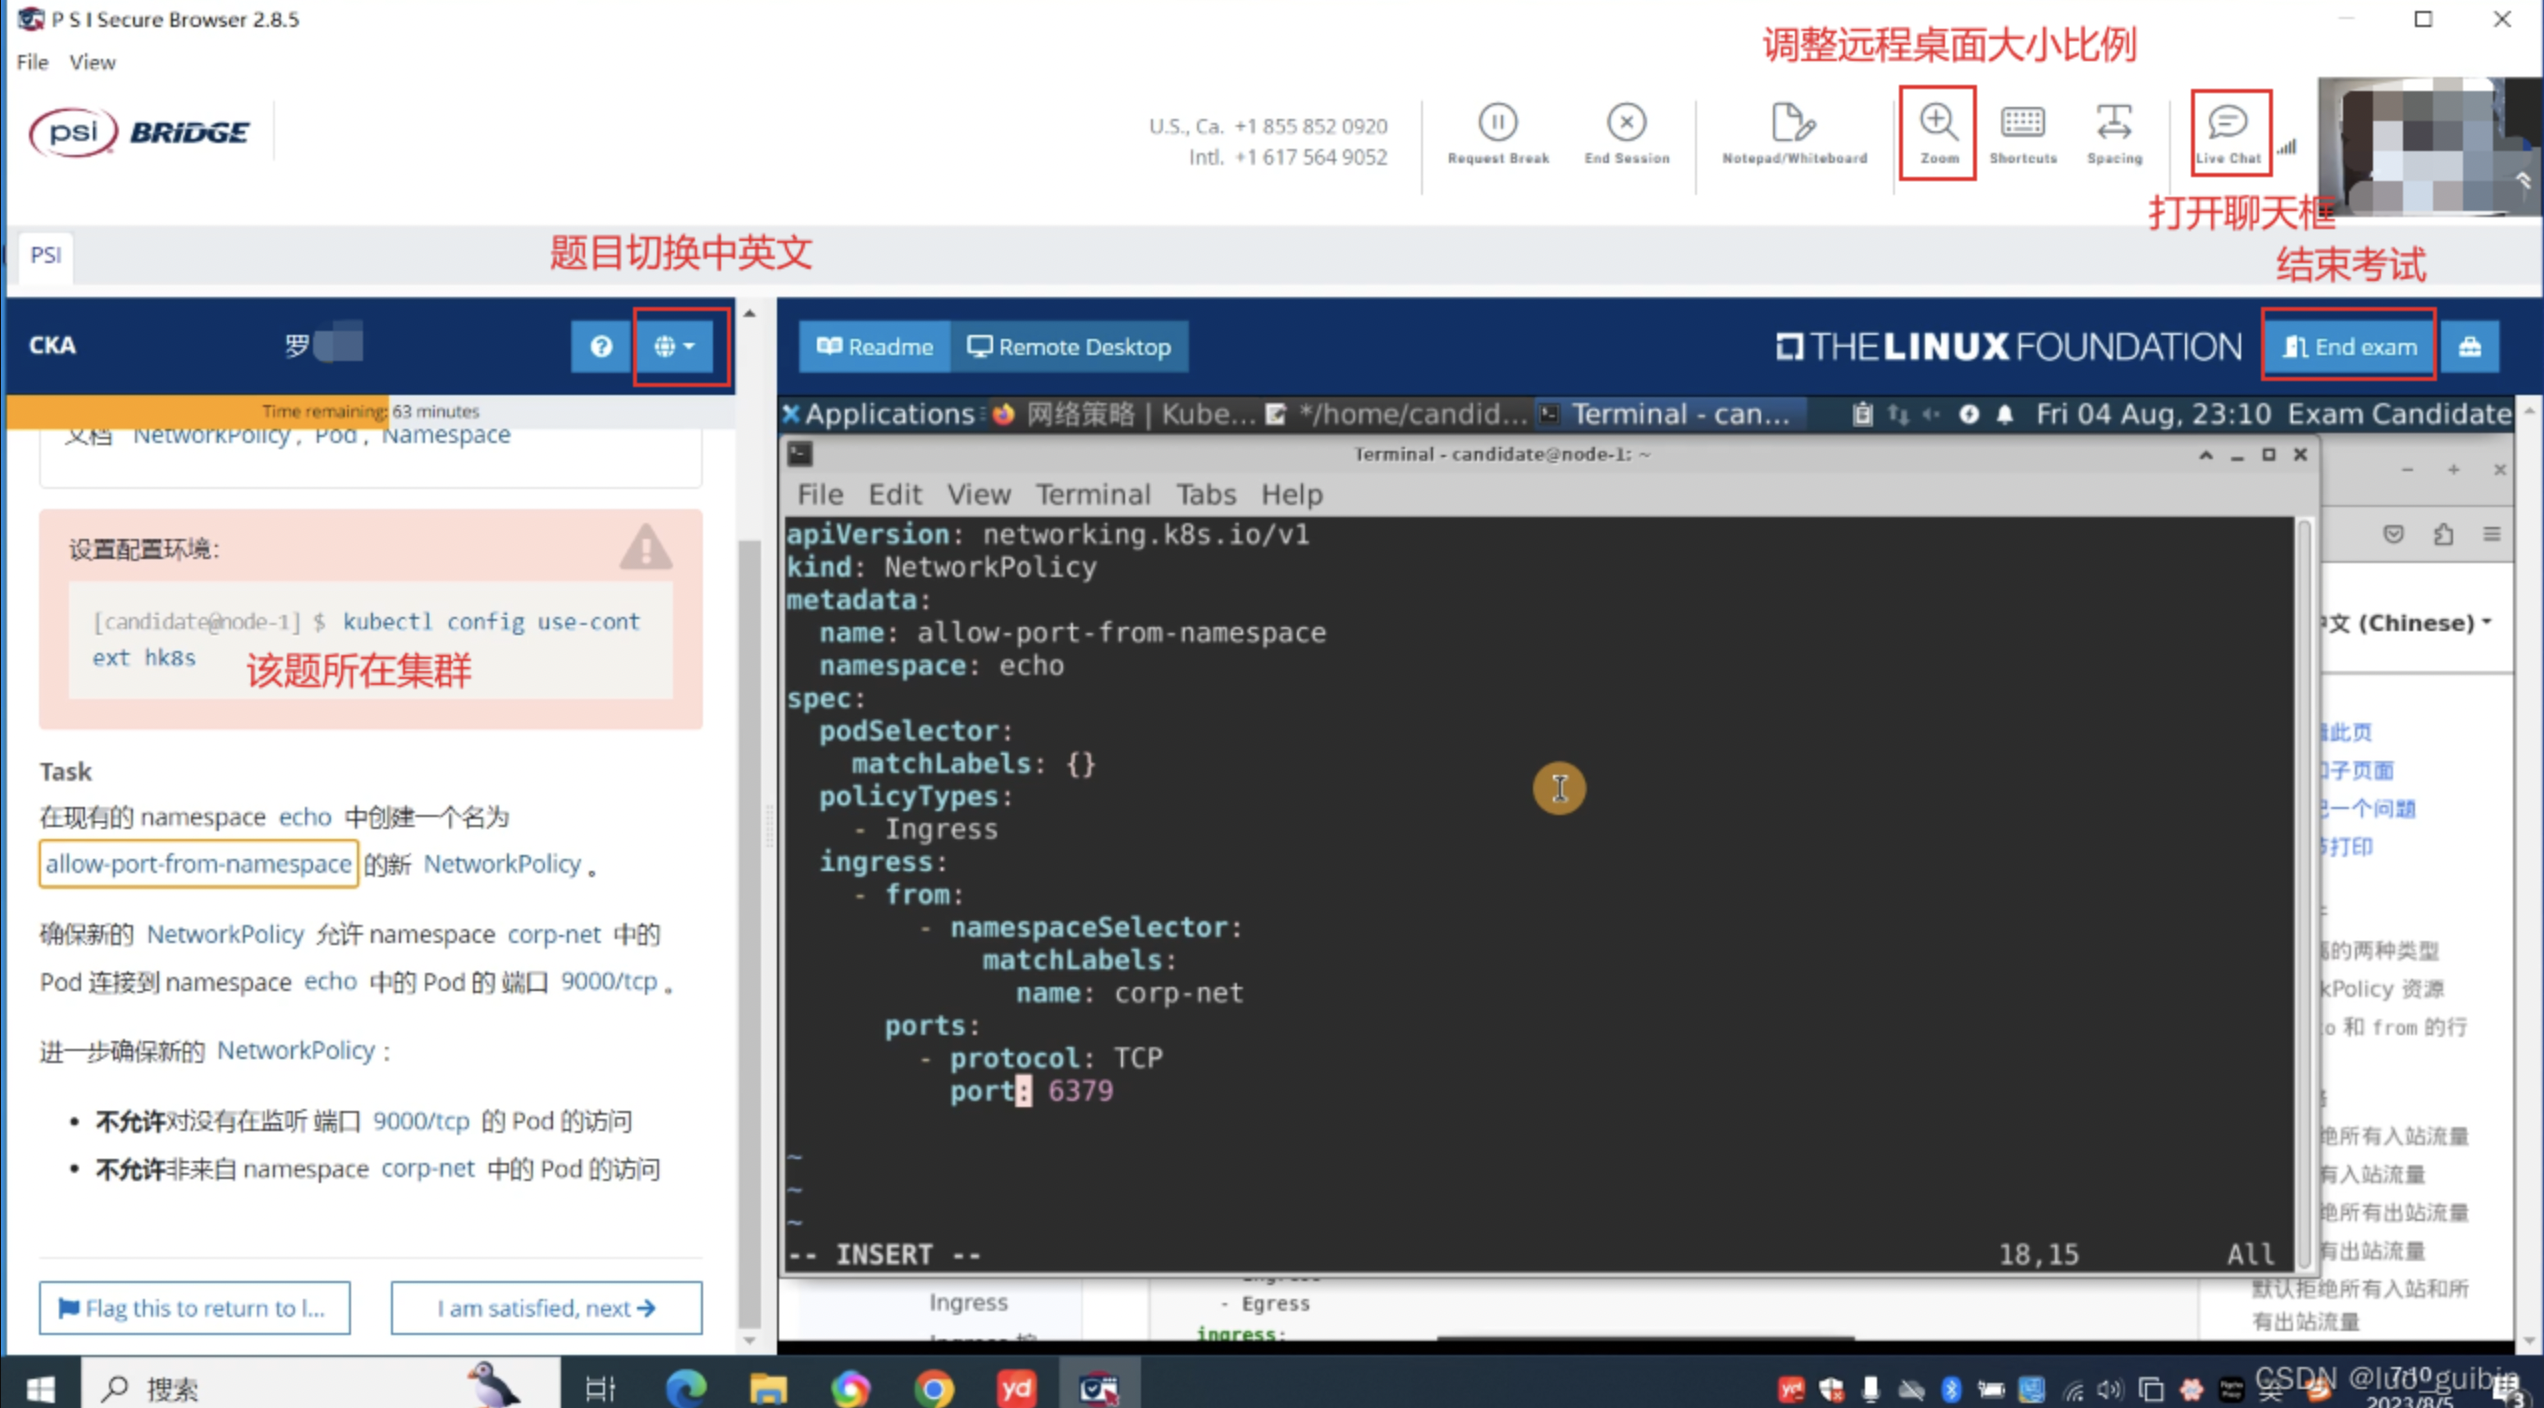 P S I Secure Browser 2.8.5
File View
调整远程桌面大小比例
psi BRIDGE
U.S., Ca. +1 855 852 0920
Intl. +1 617 564 9052
Request Break
End Session
Notepad/Whiteboard
Zoom
Shortcuts
Spacing
Live Chat
打开聊天框
PSI
题目切换中英文
结束考试
CKA
罗
Readme
Remote Desktop
THE LINUX FOUNDATION
End exam
Time remaining: 63 minutes
文档 NetworkPolicy, Pod, Namespace
设置配置环境:
[candidate@node-1] $ kubectl config use-cont
ext hk8s
该题所在集群
Task
在现有的 namespace echo 中创建一个名为
allow-port-from-namespace 的新 NetworkPolicy 。
确保新的 NetworkPolicy 允许 namespace corp-net 中的
Pod 连接到 namespace echo 中的 Pod 的 端口 9000/tcp 。
进一步确保新的 NetworkPolicy :
• 不允许对没有在监听 端口 9000/tcp 的 Pod 的访问
• 不允许非来自 namespace corp-net 中的 Pod 的访问
Flag this to return to l...
I am satisfied, next
Applications
网络策略 | Kube...
*/home/candid...
Terminal - can...
Fri 04 Aug, 23:10 Exam Candidate
Terminal - candidate@node-1: ~
File Edit View Terminal Tabs Help
apiVersion: networking.k8s.io/v1
kind: NetworkPolicy
metadata:
  name: allow-port-from-namespace
  namespace: echo
spec:
  podSelector:
    matchLabels: {}
  policyTypes:
    - Ingress
  ingress:
    - from:
        - namespaceSelector:
            matchLabels:
              name: corp-net
      ports:
        - protocol: TCP
          port: 6379
~
~
~
-- INSERT --
18,15
All
文 (Chinese)
此页
子页面
一个问题
打印
的两种类型
kPolicy 资源
o 和 from 的行
绝所有入站流量
有入站流量
绝所有出站流量
有出站流量
默认拒绝所有入站和所
有出站流量
Ingress
- Egress
ingress:
搜索
yd
英
CSDN @luo_guibin
7:10
2023/8/5